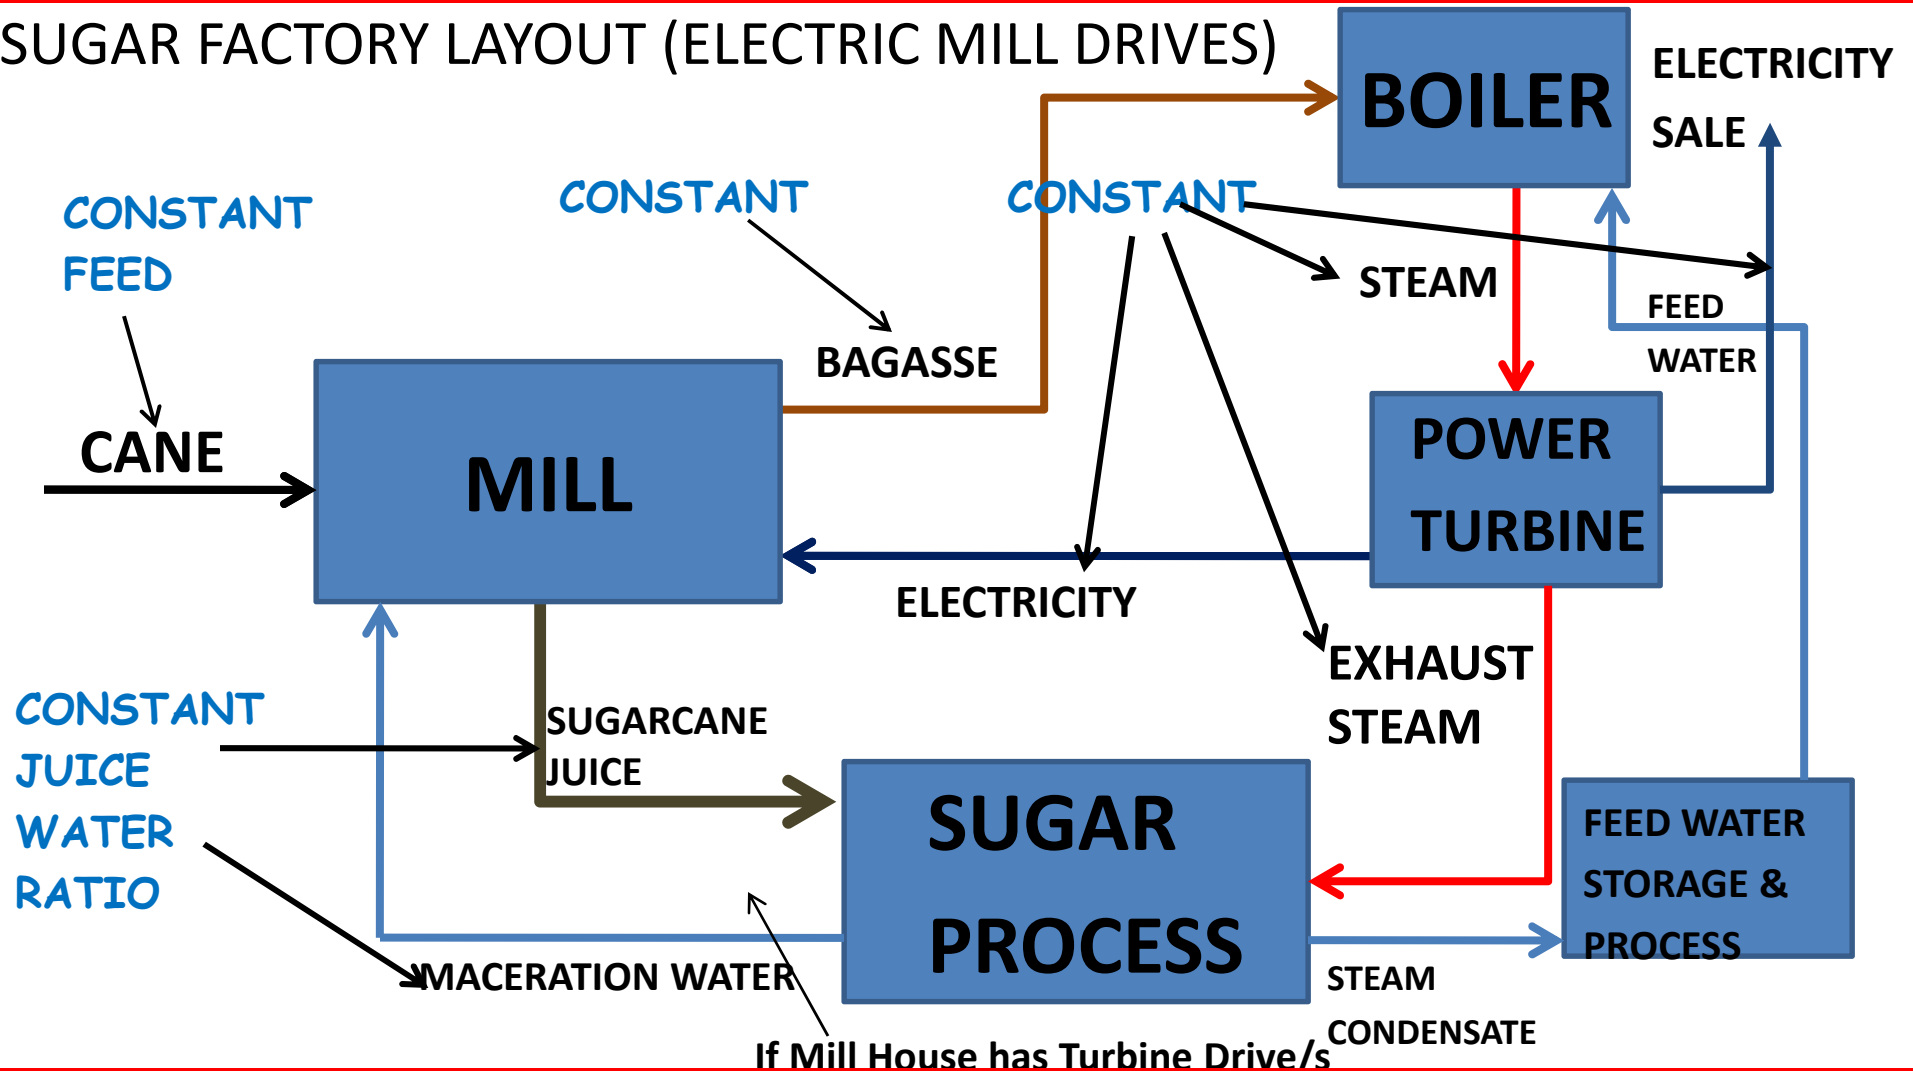 SUGAR FACTORY LAYOUT (ELECTRIC MILL DRIVES)
BOILER
ELECTRICITY
SALE
CONSTANT
FEED
CONSTANT
CONSTANT
STEAM
FEED
WATER
BAGASSE
CANE
MILL
POWER
TURBINE
ELECTRICITY
EXHAUST
STEAM
CONSTANT
JUICE
WATER
RATIO
SUGARCANE
JUICE
SUGAR
PROCESS
FEED WATER
STORAGE &
PROCESS
MACERATION WATER
STEAM
CONDENSATE
If Mill House has Turbine Drive/s